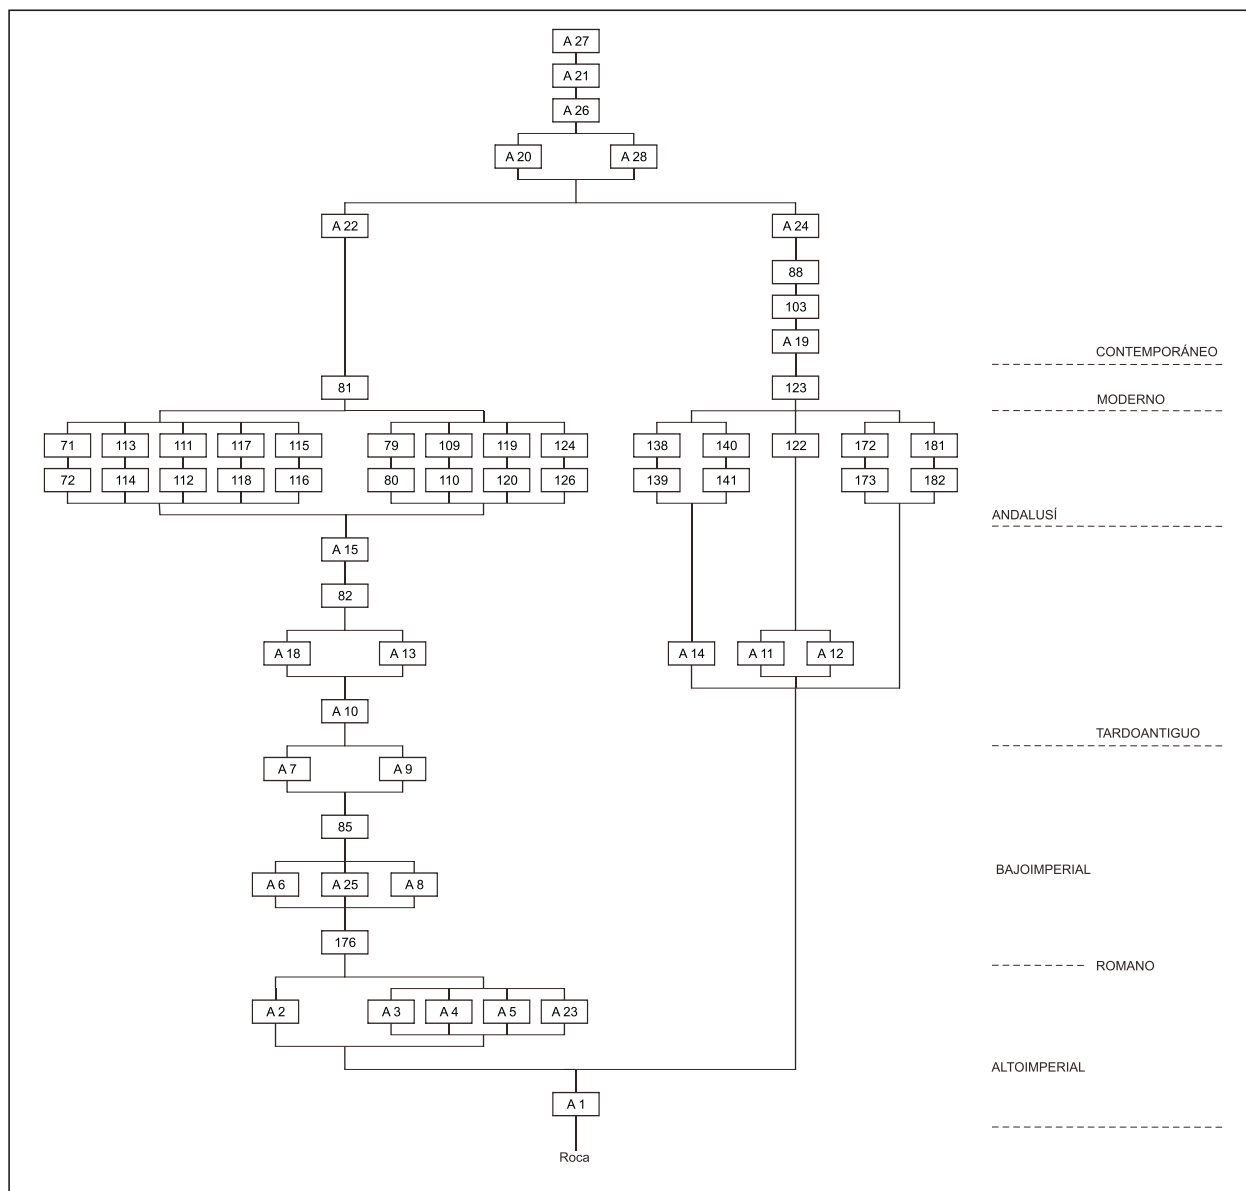 A 27
A 21
A 26
A 20 A 28
A 22 A 24
88
103
A 19
CONTEMPORÁNEO
81 123
MODERNO
71 113 111 117 115 79 109 119 124 138 140 122 172 181
72 114 112 118 116 80 110 120 126 139 141 173 182
ANDALUSÍ
A 15
82
A 18 A 13 A 14 A 11 A 12
A 10
TARDOANTIGUO
A 7 A 9
85
BAJOIMPERIAL
A 6 A 25 A 8
176
ROMANO
A 2 A 3 A 4 A 5 A 23
ALTOIMPERIAL
A 1
Roca